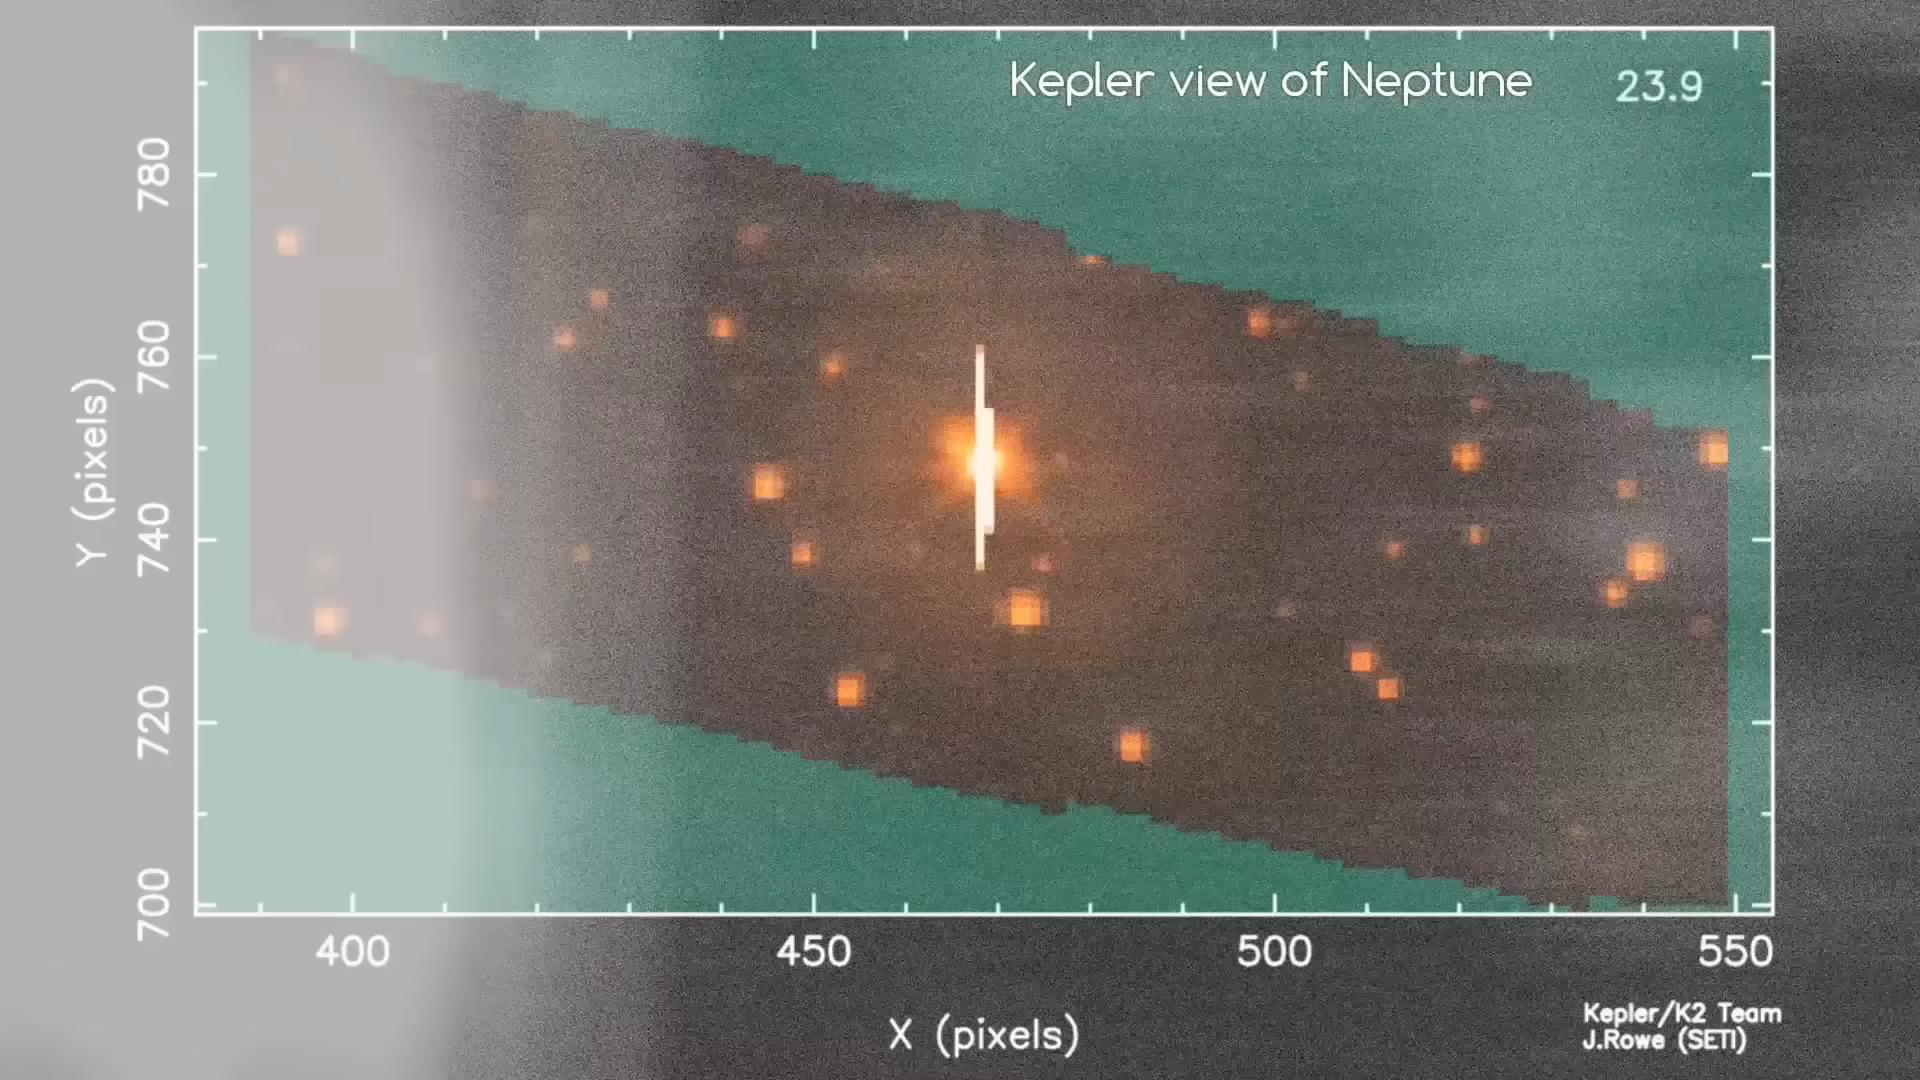 Kepler view of Neptune
23.9
780
760
740
720
700
Y (pixels)
400
450
500
550
X (pixels)
Kepler/K2 Team
J.Rowe (SETI)